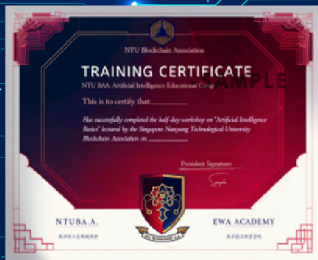 NTU Blockchain Association
TRAINING CERTIFICATE
NTU BAA. Artificial Intelligence Educational
This is to certify that:
Has successfully completed the half day workshop on "Artificial Intelligence
Basics" lectured by the Singapore Nanyang Technological University
Blockchain Association on
President Signature
NTUBA.A.
EWA ACADEMY